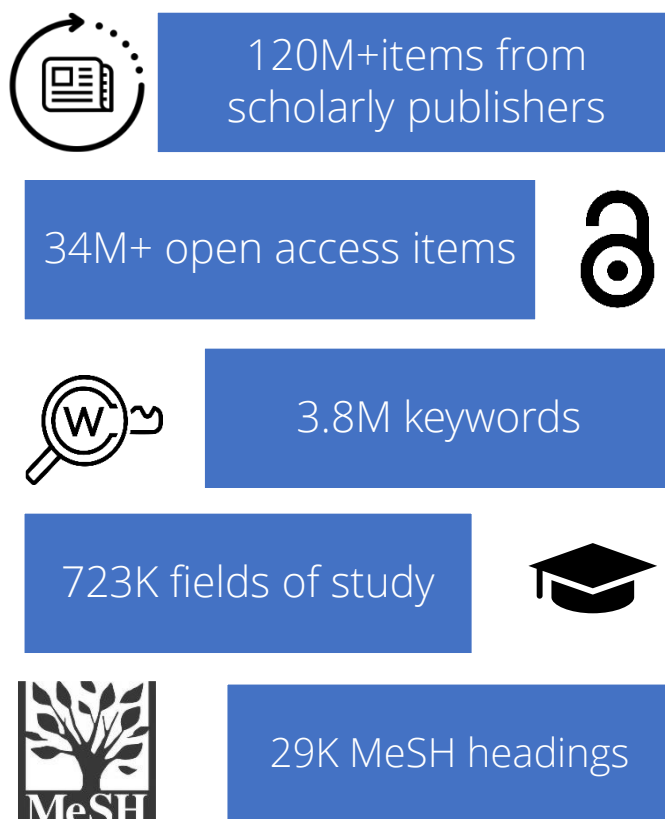 120M+items from
scholarly publishers
34M+ open access items
W
3.8M keywords
723K fields of study
MeSH
29K MeSH headings